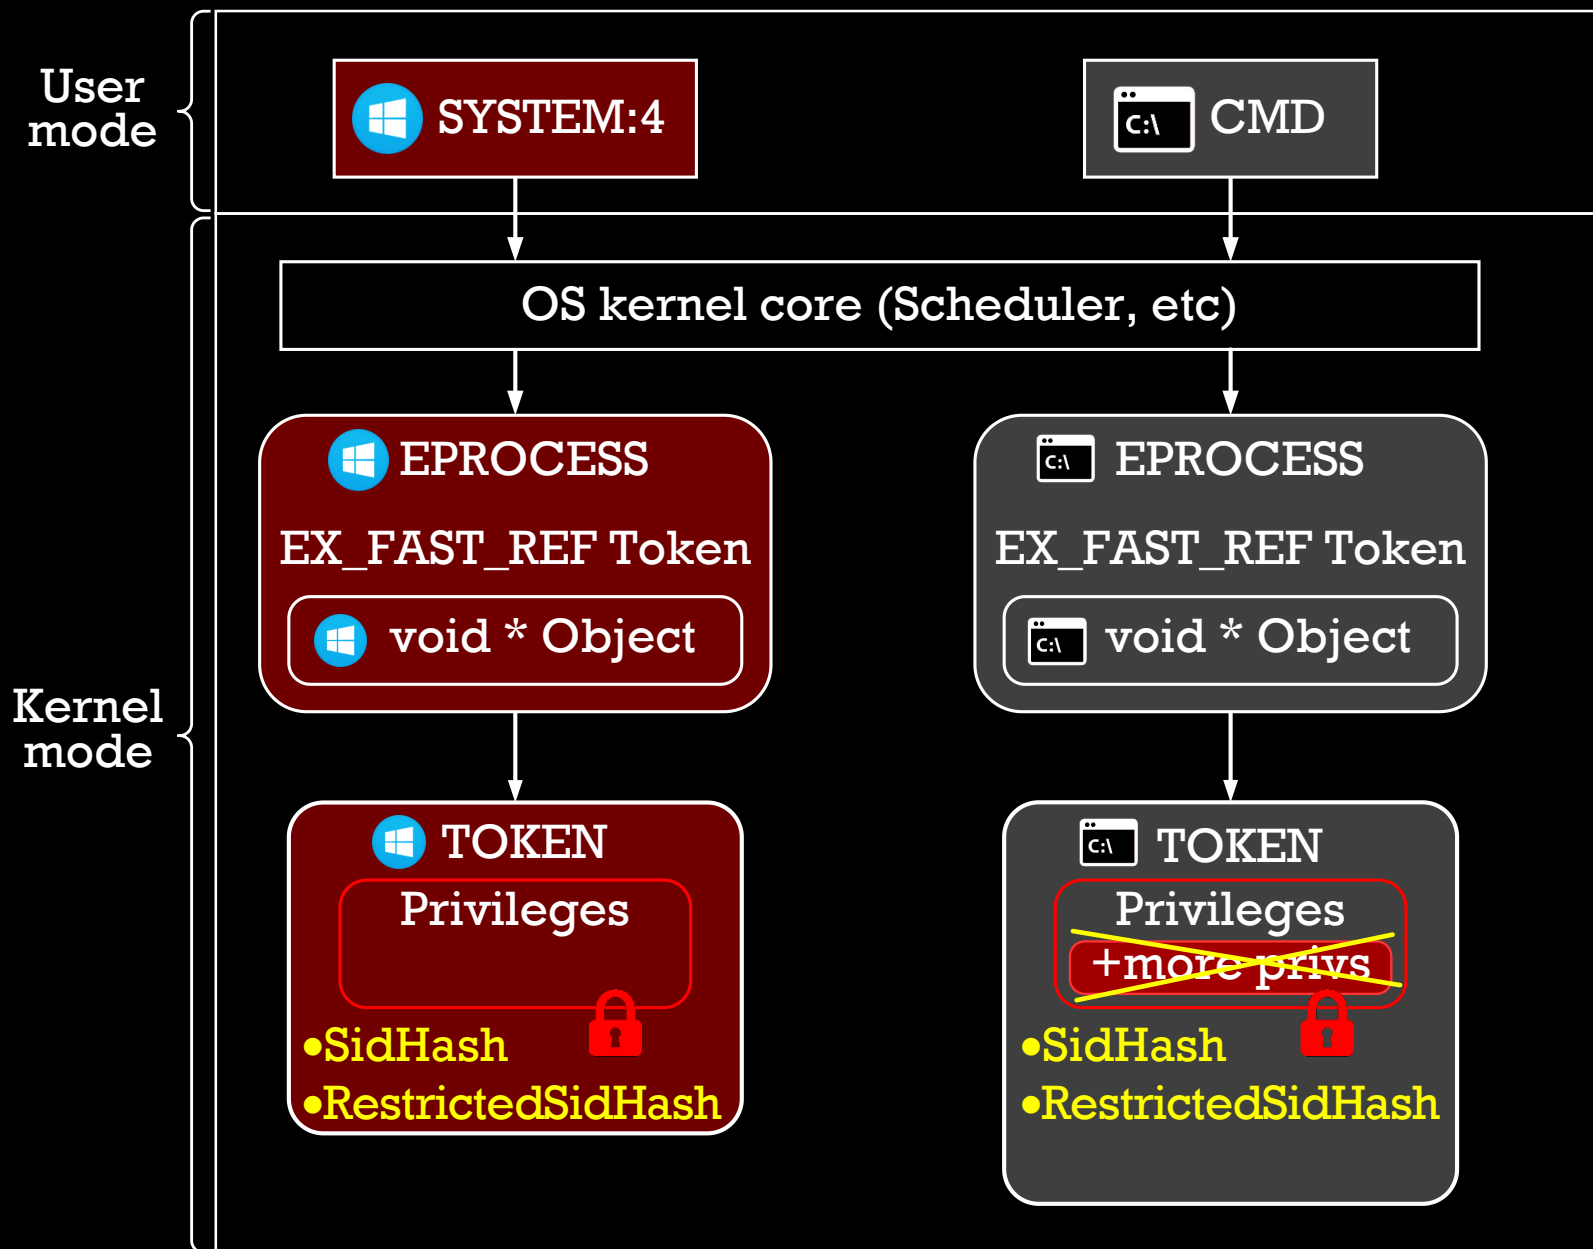 User
mode
SYSTEM:4
C:\ CMD
OS kernel core (Scheduler, etc)
EPROCESS
EX_FAST_REF Token
void * Object
C:\ EPROCESS
EX_FAST_REF Token
C:\ void * Object
Kernel
mode
TOKEN
Privileges
•SidHash
•RestrictedSidHash
C:\ TOKEN
Privileges
+more privs
•SidHash
•RestrictedSidHash